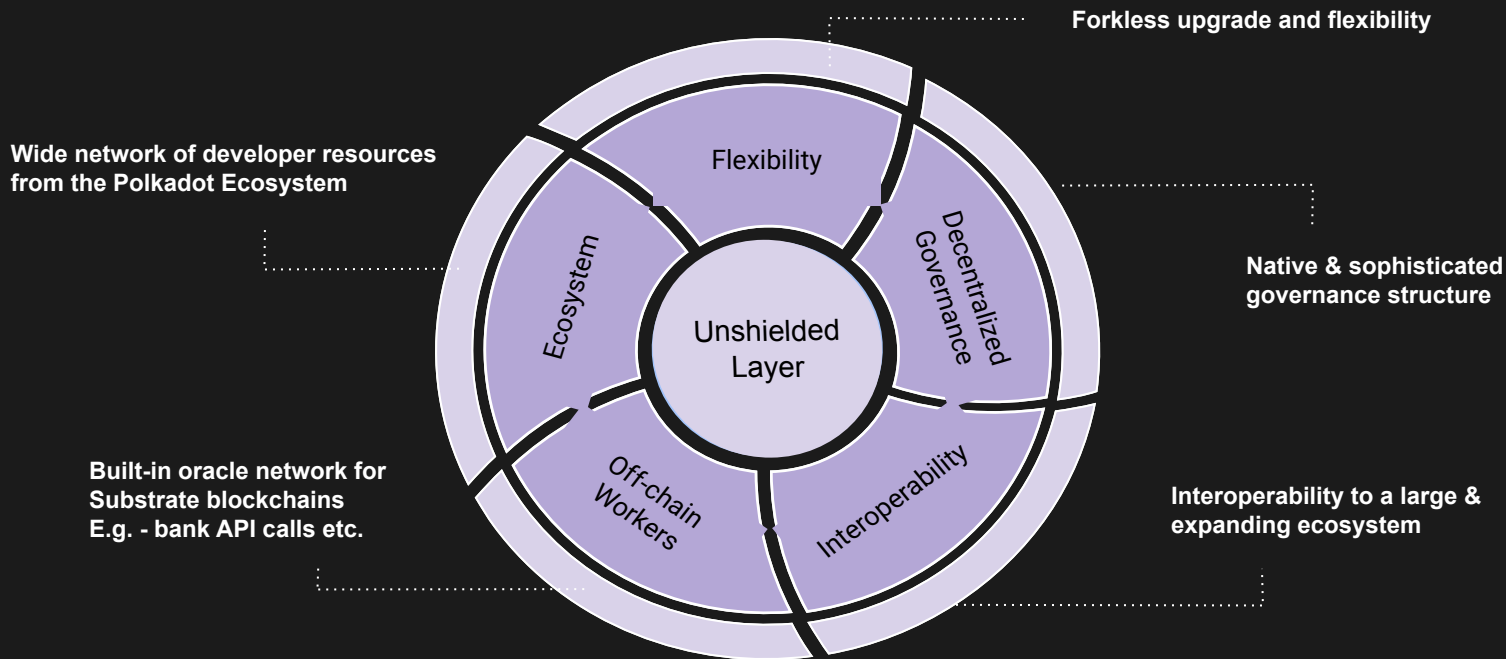 Forkless upgrade and flexibility
Wide network of developer resources
from the Polkadot Ecosystem
Flexibility
Decentralized
Governance
Ecosystem
Native & sophisticated
governance structure
Unshielded
Layer
Built-in oracle network for
Substrate blockchains
E.g. - bank API calls etc.
Off-chain
Workers
Interoperability
Interoperability to a large &
expanding ecosystem